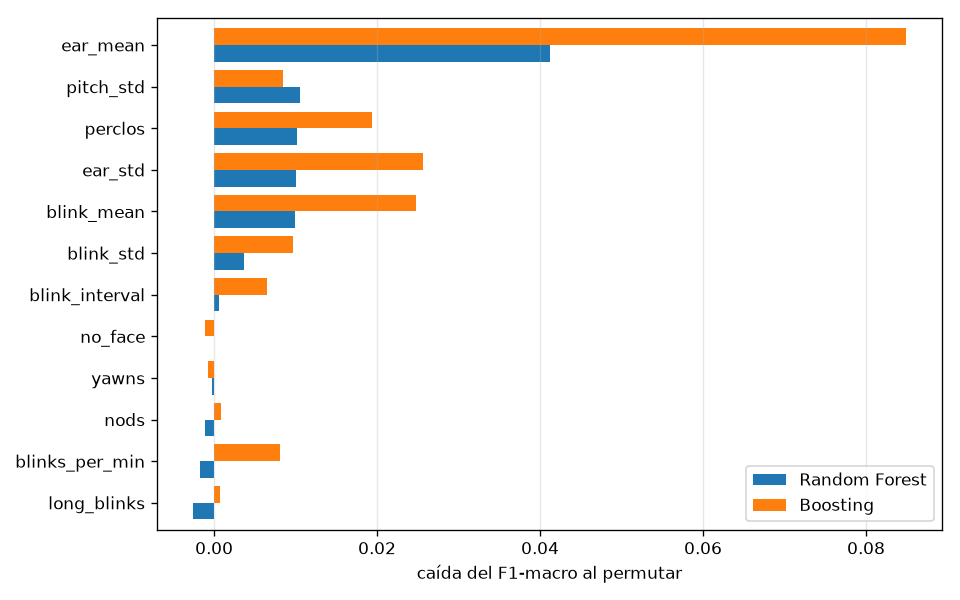 ear_mean
pitch_std
perclos
ear_std
blink_mean
blink_std
blink_interval
no_face
yawns
nods
blinks_per_min
long_blinks
Random Forest
Boosting
0.00 0.02 0.04 0.06 0.08
caída del F1-macro al permutar